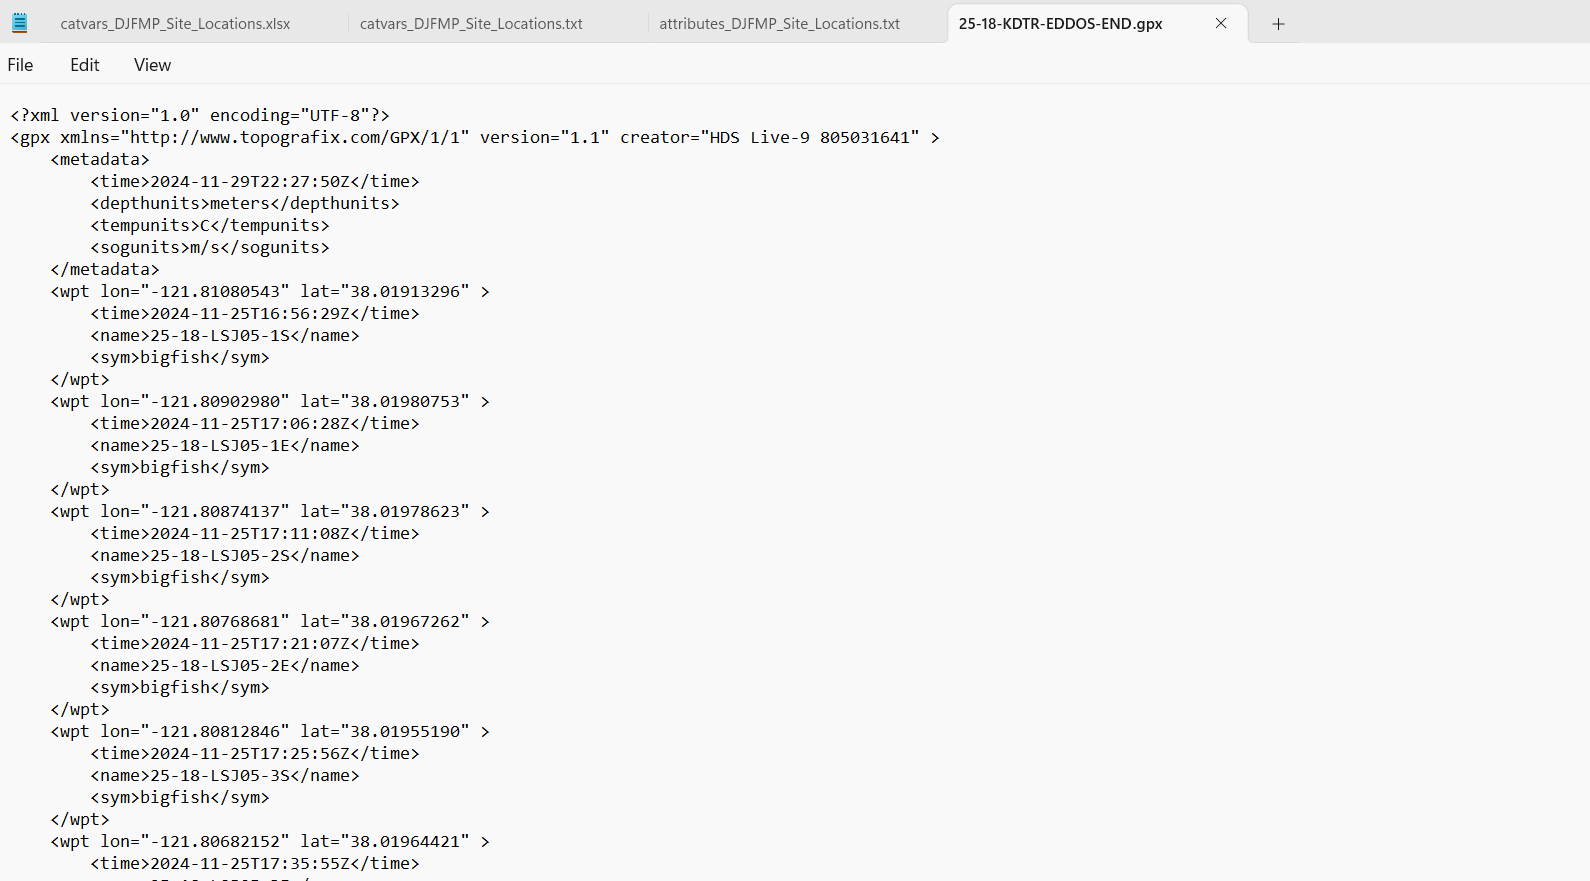 catvars_DJFMP_Site_Locations.xlsx catvars_DJFMP_Site_Locations.txt attributes_DJFMP_Site_Locations.txt 25-18-KDTR-EDDOS-END.gpx
File Edit View
<?xml version="1.0" encoding="UTF-8"?>
<gpx xmlns="http://www.topografix.com/GPX/1/1" version="1.1" creator="HDS Live-9 805031641" >
    <metadata>
        <time>2024-11-29T22:27:50Z</time>
        <depthunits>meters</depthunits>
        <tempunits>C</tempunits>
        <sogunits>m/s</sogunits>
    </metadata>
    <wpt lon="-121.81080543" lat="38.01913296" >
        <time>2024-11-25T16:56:29Z</time>
        <name>25-18-LSJ05-1S</name>
        <sym>bigfish</sym>
    </wpt>
    <wpt lon="-121.80902980" lat="38.01980753" >
        <time>2024-11-25T17:06:28Z</time>
        <name>25-18-LSJ05-1E</name>
        <sym>bigfish</sym>
    </wpt>
    <wpt lon="-121.80874137" lat="38.01978623" >
        <time>2024-11-25T17:11:08Z</time>
        <name>25-18-LSJ05-2S</name>
        <sym>bigfish</sym>
    </wpt>
    <wpt lon="-121.80768681" lat="38.01967262" >
        <time>2024-11-25T17:21:07Z</time>
        <name>25-18-LSJ05-2E</name>
        <sym>bigfish</sym>
    </wpt>
    <wpt lon="-121.80812846" lat="38.01955190" >
        <time>2024-11-25T17:25:56Z</time>
        <name>25-18-LSJ05-3S</name>
        <sym>bigfish</sym>
    </wpt>
    <wpt lon="-121.80682152" lat="38.01964421" >
        <time>2024-11-25T17:35:55Z</time>